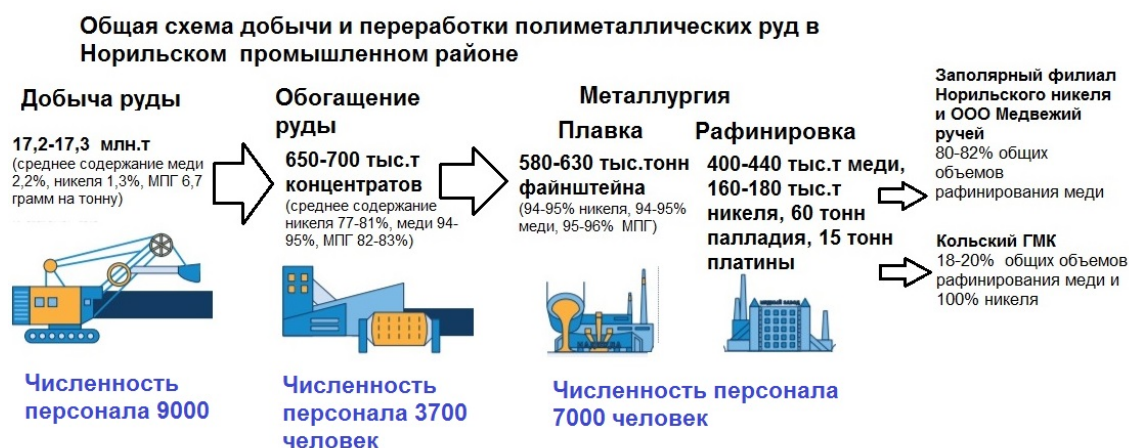 Общая схема добычи и переработки полиметаллических руд в
Норильском промышленном районе
Добыча руды
17,2-17,3 млн.т
(среднее содержание меди
2,2%, никеля 1,3%, МПГ 6,7
грамм на тонну)
Численность
персонала 9000
Обогащение
руды
650-700 тыс.т
концентратов
(среднее содержание
никеля 77-81%, меди 94-
95%, МПГ 82-83%)
Численность
персонала 3700
человек
Металлургия
Плавка
580-630 тыс.тонн
файнштейна
(94-95% никеля, 94-95%
меди, 95-96% МПГ)
НАДЕЖДА
Рафинировка
400-440 тыс.т меди,
160-180 тыс.т
никеля, 60 тонн
палладия, 15 тонн
платины
МЕДНЫЙ ЗАВОД
Численность персонала
7000 человек
Заполярный филиал
Норильского никеля
и ООО Медвежий
ручей
80-82% общих
объемов
рафинирования меди
Кольский ГМК
18-20% общих объемов
рафинирования меди и
100% никеля